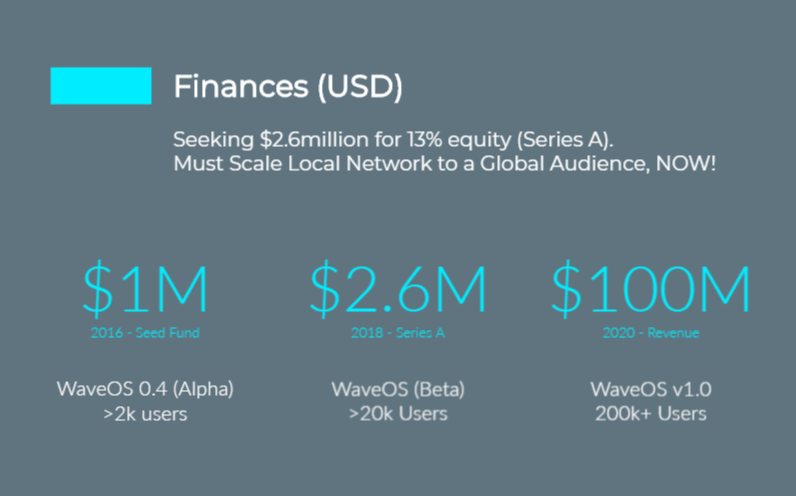 Finances (USD)
Seeking $2.6million for 13% equity (Series A).
Must Scale Local Network to a Global Audience, NOW!
$1M
2016 - Seed Fund
WaveOS 0.4 (Alpha)
>2k users
$2.6M
2018 - Series A
WaveOS (Beta)
>20k Users
$100M
2020 - Revenue
WaveOS v1.0
200k+ Users